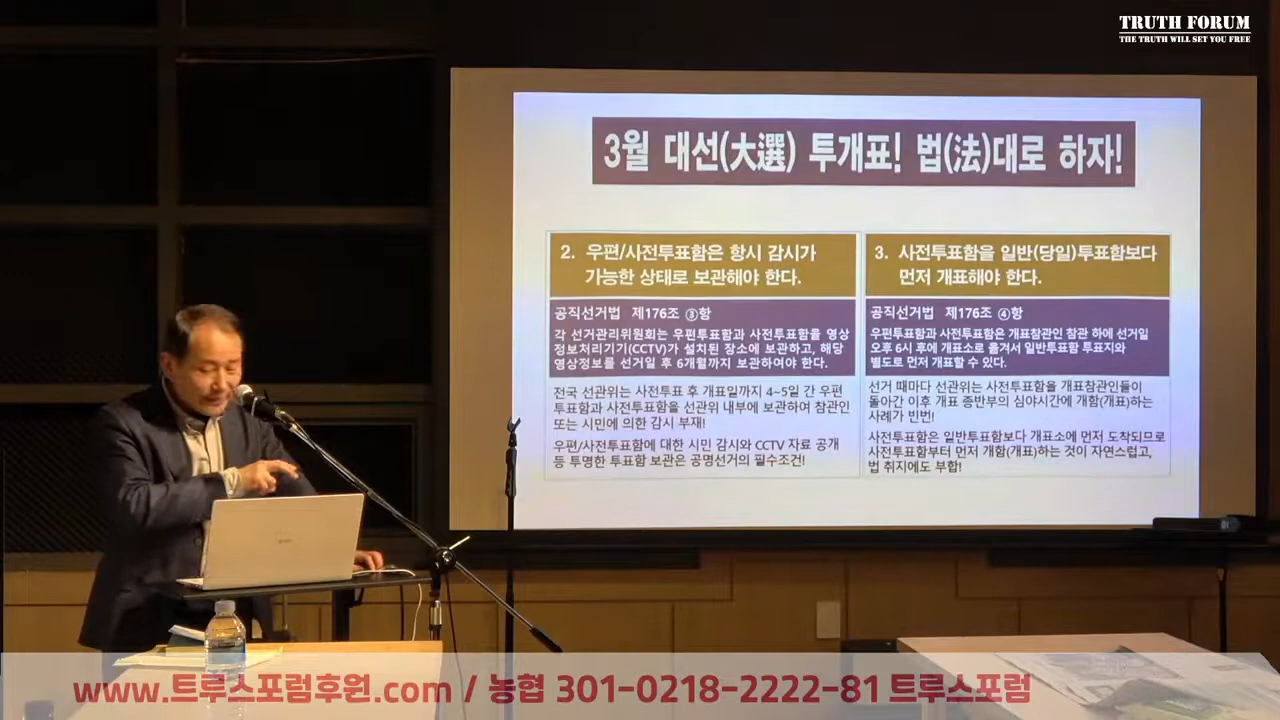 TRUTH FORUM
THE TRUTH WILL SET YOU FREE
3월 대선(大選) 투개표! 법(法)대로 하자!
2. 우편/사전투표함은 항시 감시가
가능한 상태로 보관해야 한다.
공직선거법 제176조 ③항
각 선거관리위원회는 우편투표함과 사전투표함을 영상
정보처리기기(CCTV)가 설치된 장소에 보관하고, 해당
영상정보를 선거일 후 6개월까지 보관하여야 한다.
전국 선관위는 사전투표 후 개표일까지 4~5일 간 우편
투표함과 사전투표함을 선관위 내부에 보관하여 참관인
또는 시민에 의한 감시 부재!
우편/사전투표함에 대한 시민 감시와 CCTV 자료 공개
등 투명한 투표함 보관은 공명선거의 필수조건!
3. 사전투표함을 일반(당일)투표함보다
먼저 개표해야 한다.
공직선거법 제176조 ④항
우편투표함과 사전투표함은 개표참관인 참관 하에 선거일
오후 6시 후에 개표소로 옮겨서 일반투표함 투표지와
별도로 먼저 개표할 수 있다.
선거 때마다 선관위는 사전투표함을 개표참관인들이
돌아간 이후 개표 종반부의 심야시간에 개함(개표)하는
사례가 빈번!
사전투표함은 일반투표함보다 개표소에 먼저 도착되므로
사전투표함부터 먼저 개함(개표)하는 것이 자연스럽고,
법 취지에도 부합!
www.트루스포럼후원.com / 농협 301-0218-2222-81 트루스포럼